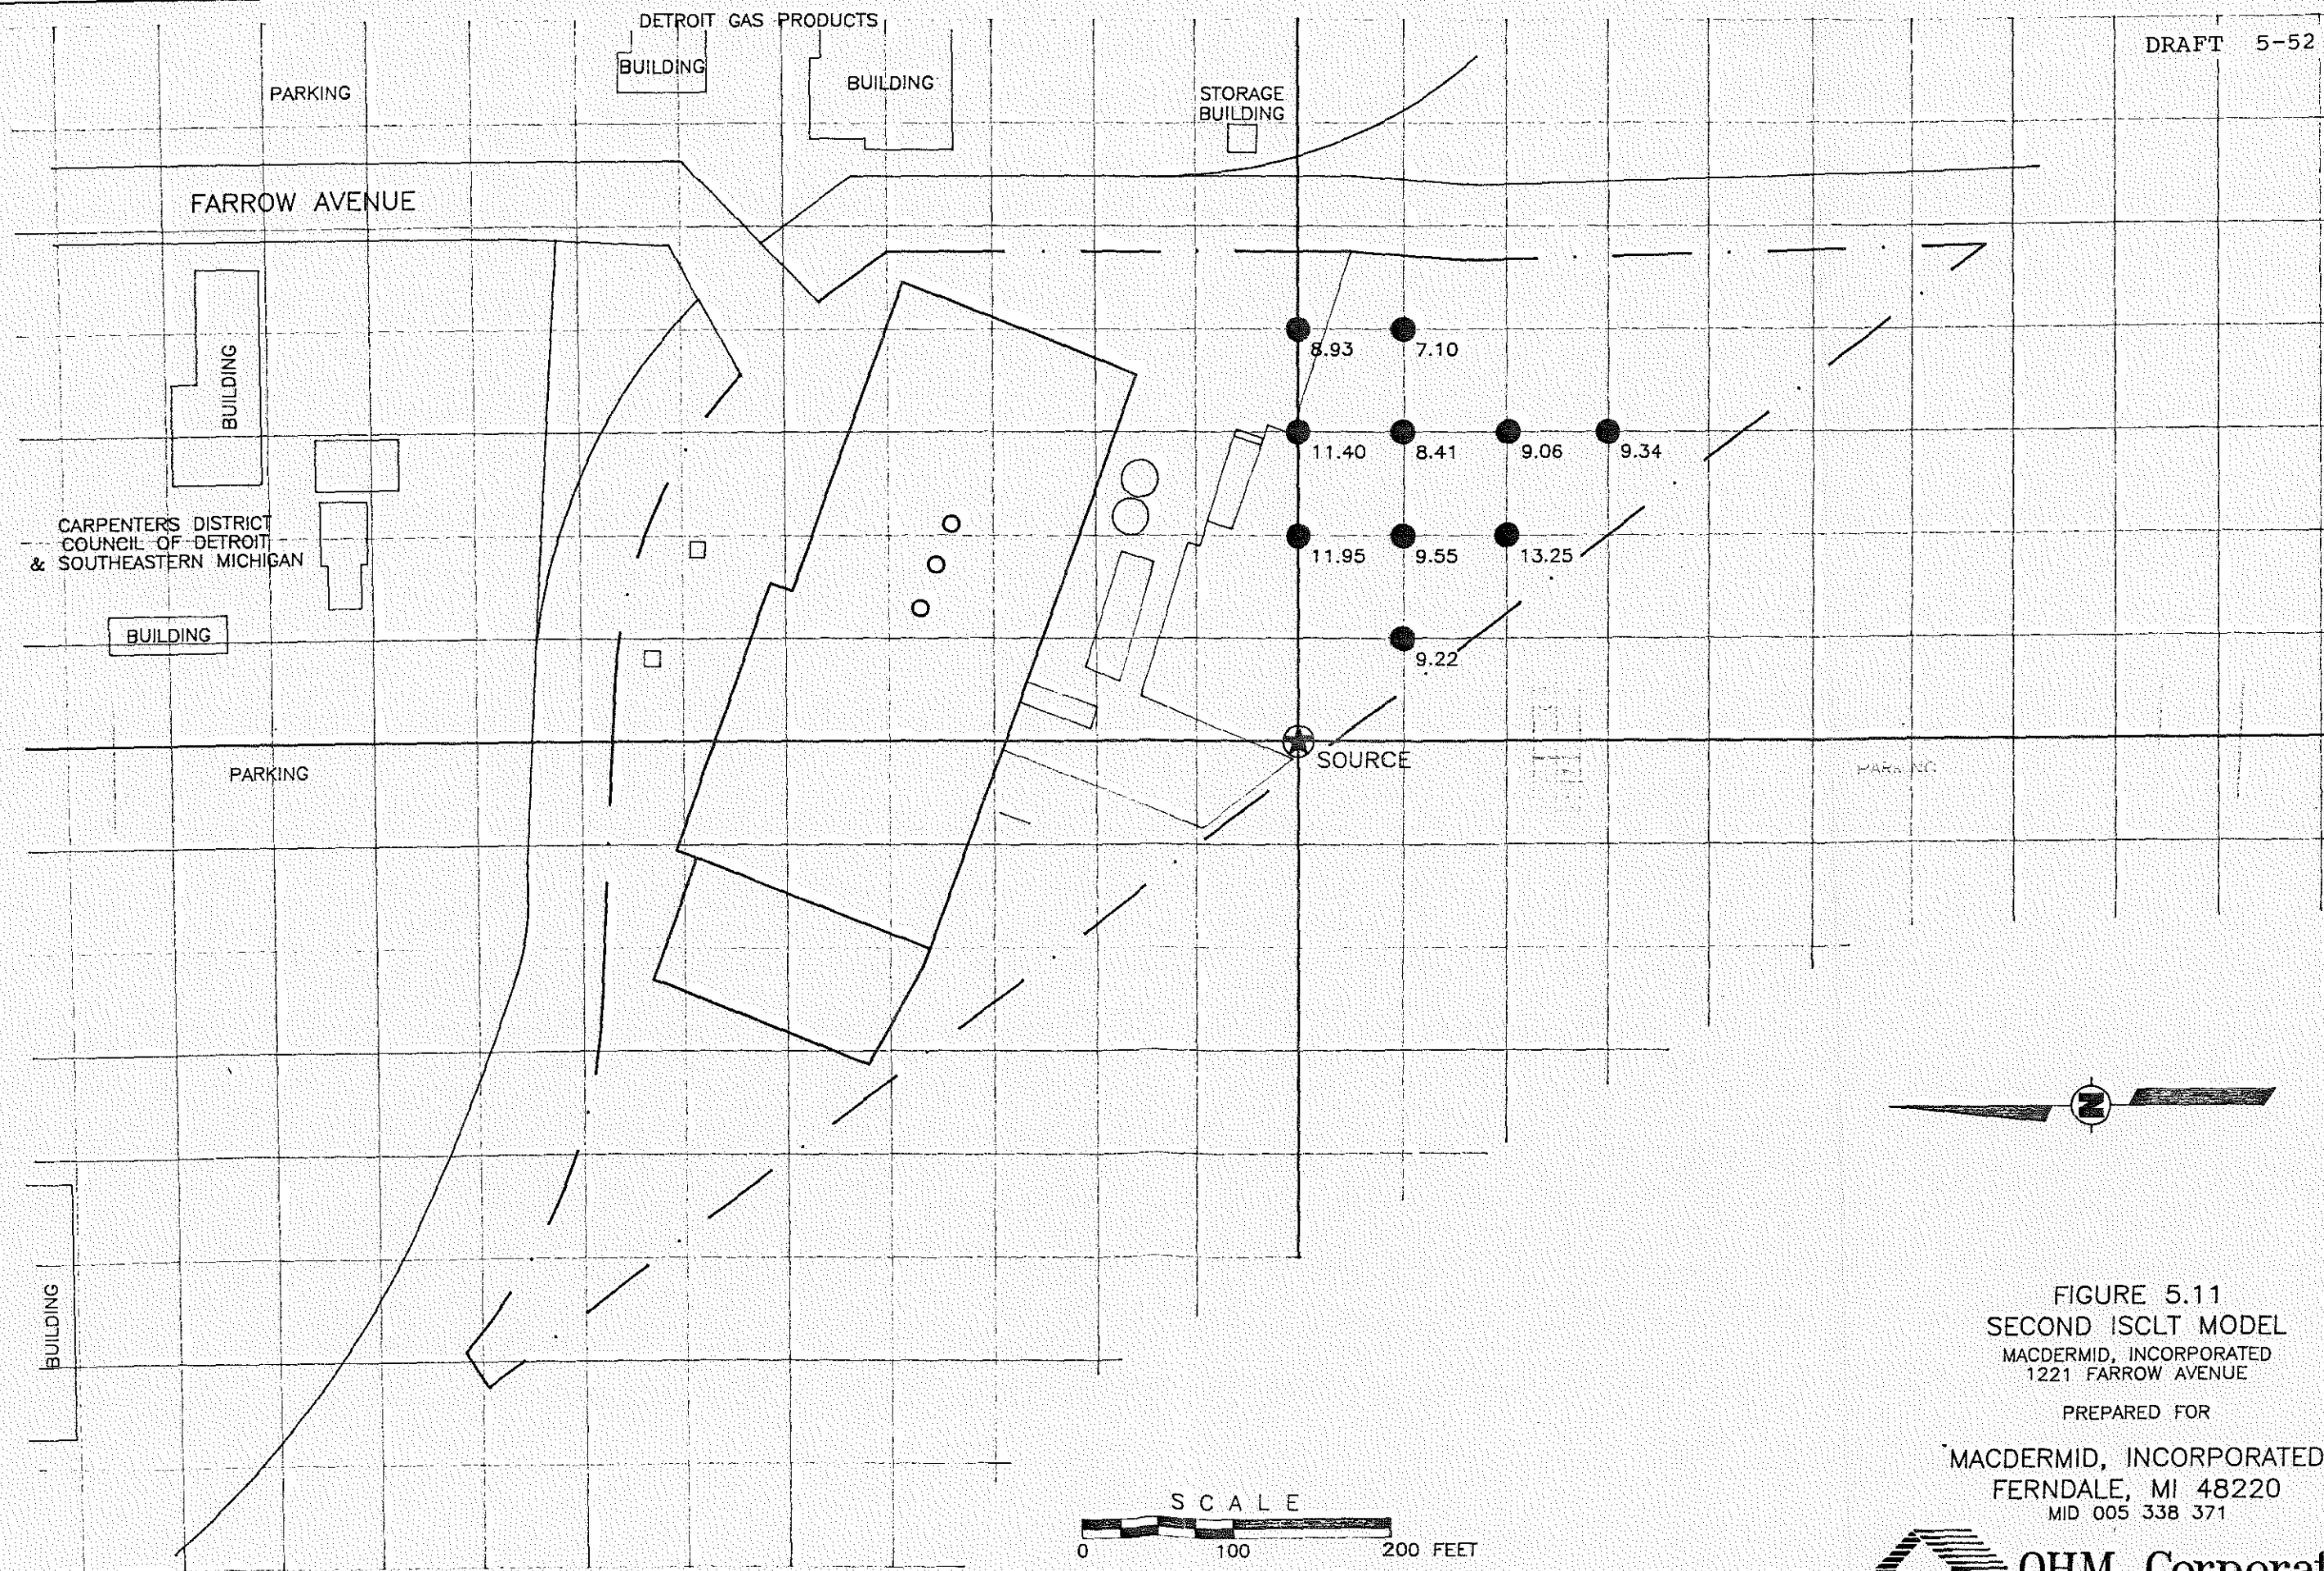 DRAFT 5-52
DETROIT GAS PRODUCTS
BUILDING
BUILDING
PARKING
STORAGE
BUILDING
FARROW AVENUE
BUILDING
8.93
7.10
11.40
8.41
9.06
9.34
CARPENTERS DISTRICT
COUNCIL OF DETROIT
& SOUTHEASTERN MICHIGAN
11.95
9.55
13.25
BUILDING
9.22
SOURCE
PARKING
PARKING
N
BUILDING
FIGURE 5.11
SECOND ISCLT MODEL
MACDERMID, INCORPORATED
1221 FARROW AVENUE
PREPARED FOR
MACDERMID, INCORPORATED
FERNDALE, MI 48220
MID 005 338 371
SCALE
0 100 200 FEET
OHM